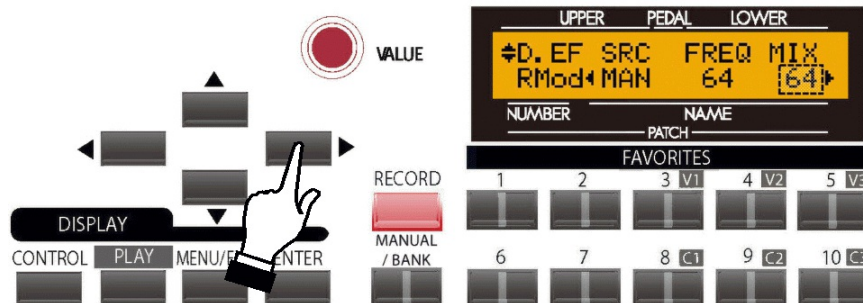 UPPER PEDAL LOWER
VALUE
D. EF SRC FREQ MIX
RMod MAN 64 64
NUMBER NAME
PATCH
FAVORITES
RECORD
1 2 3 V1 4 V2 5 V3
DISPLAY
MANUAL
/ BANK
CONTROL PLAY MENU/E ENTER
6 7 8 C1 9 C2 10 C3